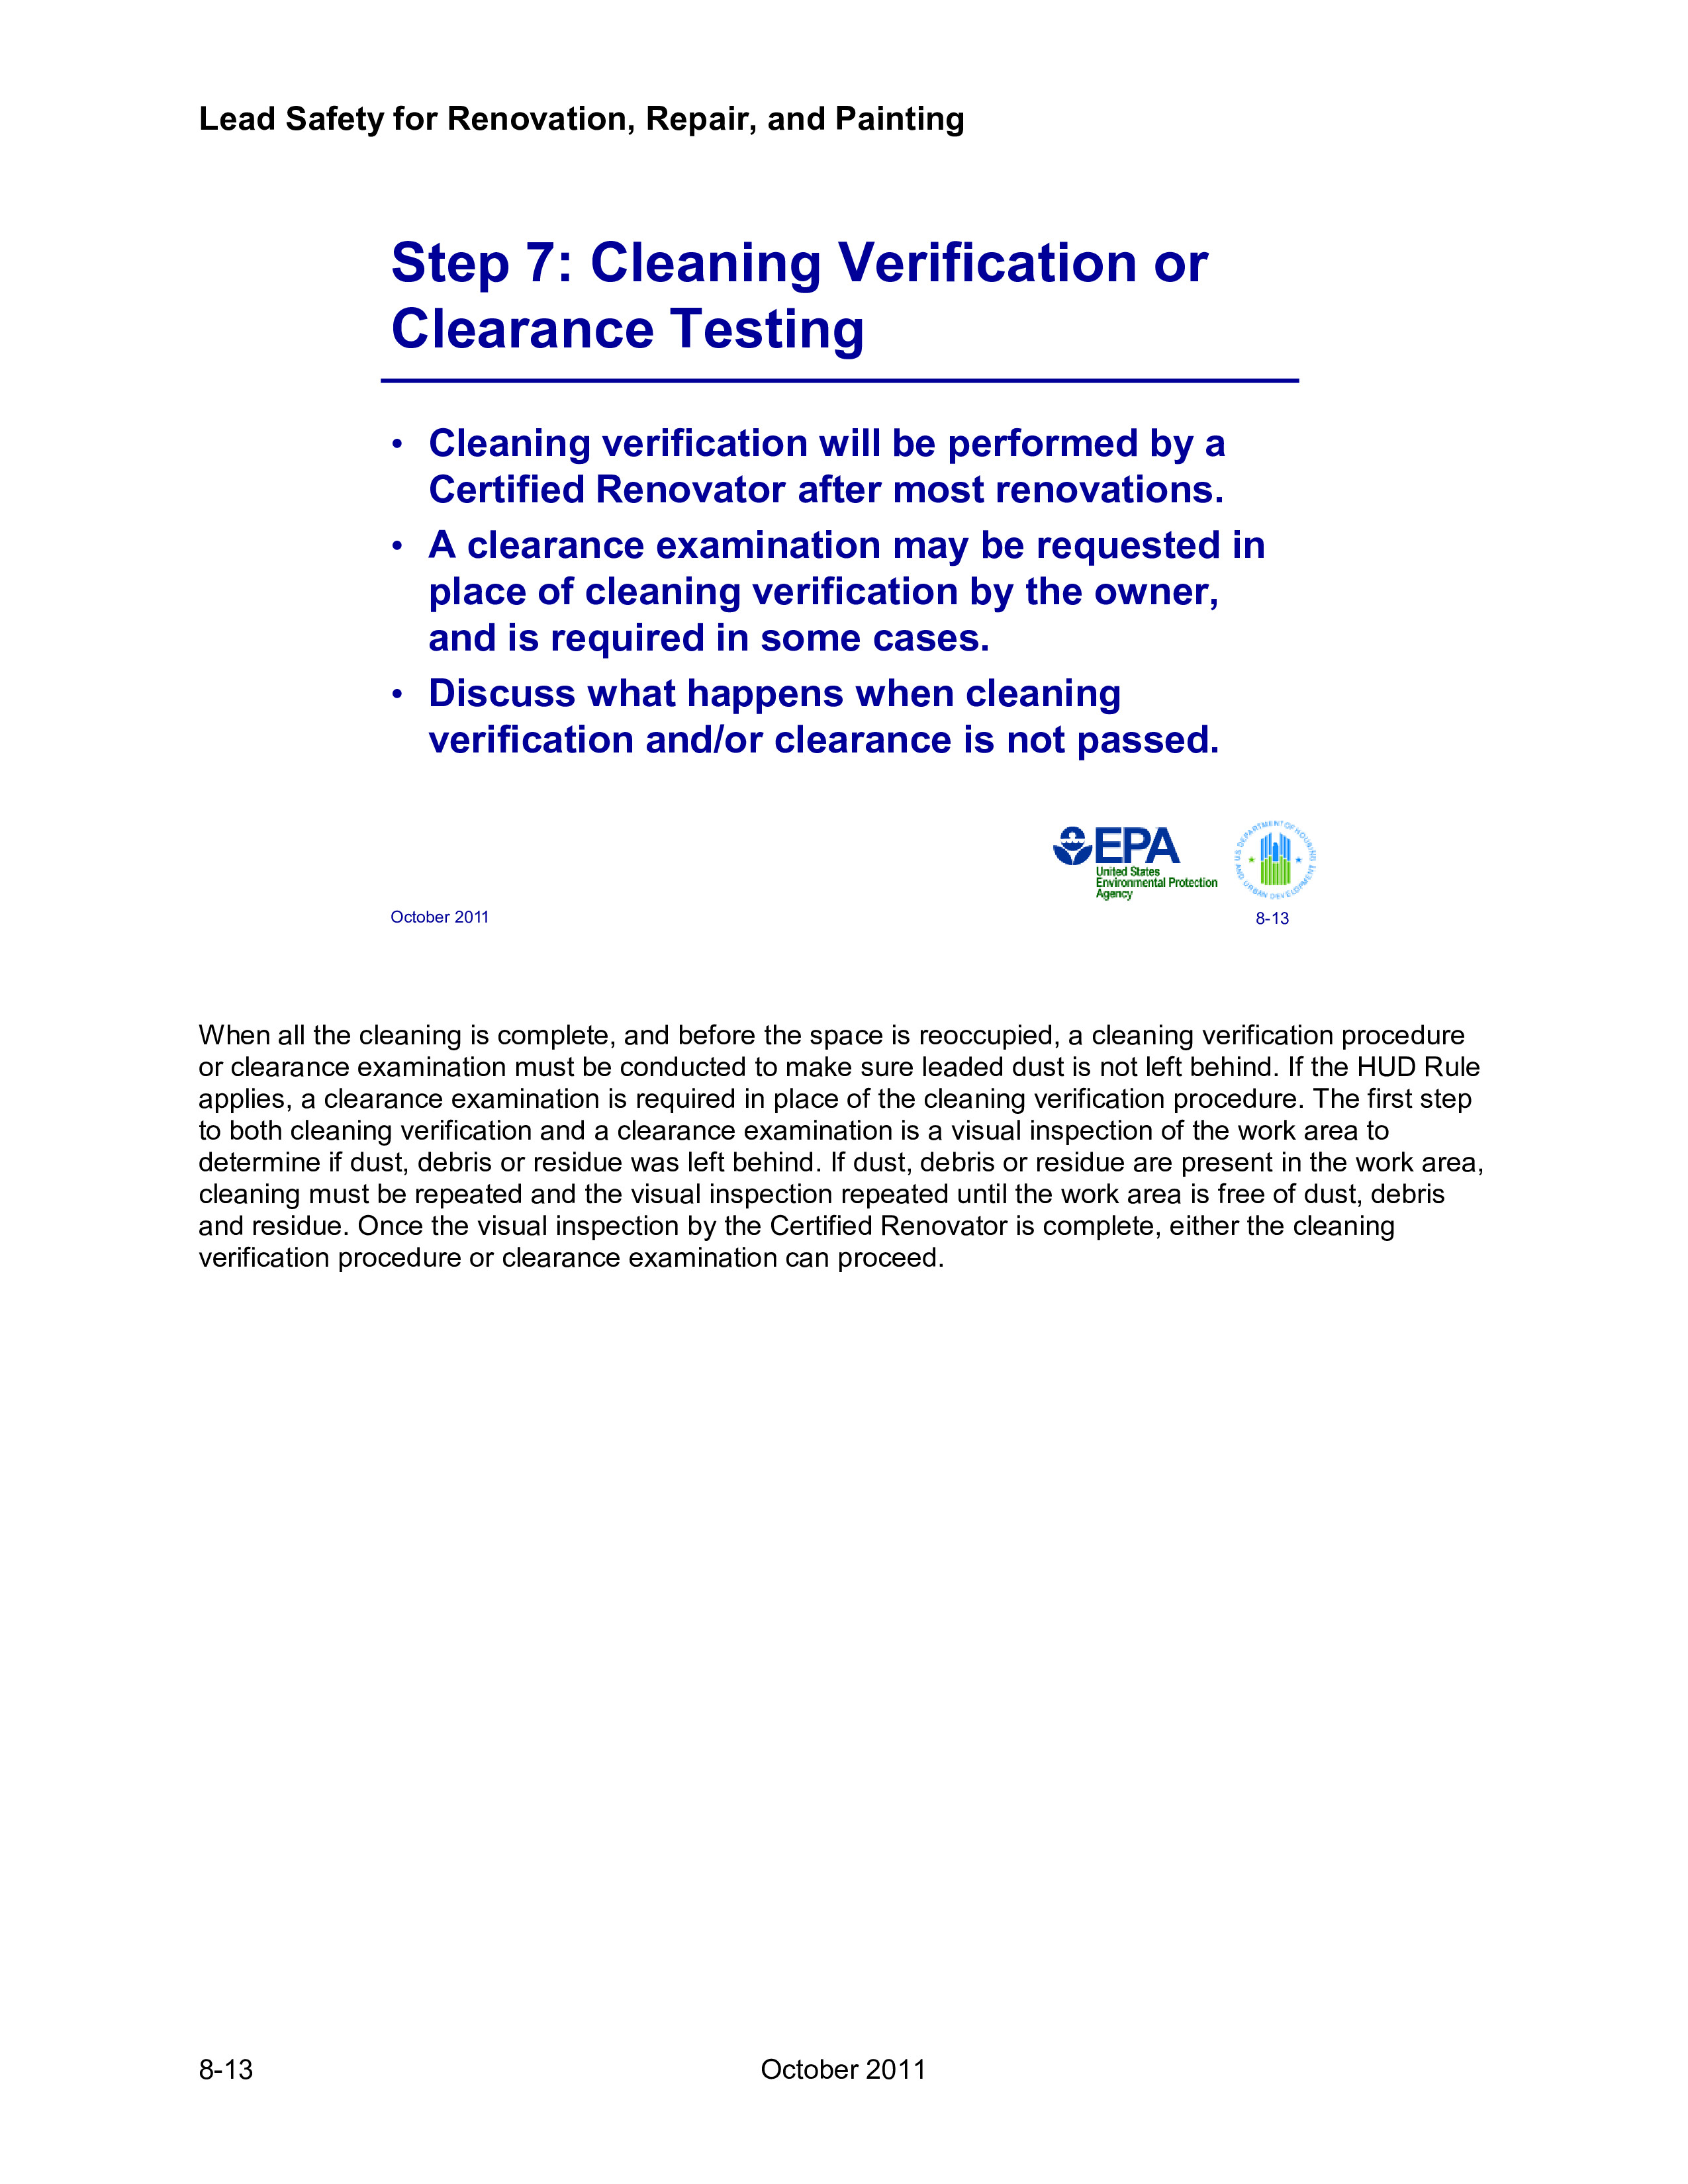 Lead Safety for Renovation, Repair, and Painting
Step 7: Cleaning Verification or
Clearance Testing
• Cleaning verification will be performed by a
Certified Renovator after most renovations.
• A clearance examination may be requested in
place of cleaning verification by the owner,
and is required in some cases.
• Discuss what happens when cleaning
verification and/or clearance is not passed.
EPA
United States
Environmental Protection
Agency
U.S. DEPARTMENT OF HOUSING AND URBAN DEVELOPMENT
October 2011
8-13
When all the cleaning is complete, and before the space is reoccupied, a cleaning verification procedure
or clearance examination must be conducted to make sure leaded dust is not left behind. If the HUD Rule
applies, a clearance examination is required in place of the cleaning verification procedure. The first step
to both cleaning verification and a clearance examination is a visual inspection of the work area to
determine if dust, debris or residue was left behind. If dust, debris or residue are present in the work area,
cleaning must be repeated and the visual inspection repeated until the work area is free of dust, debris
and residue. Once the visual inspection by the Certified Renovator is complete, either the cleaning
verification procedure or clearance examination can proceed.
8-13
October 2011